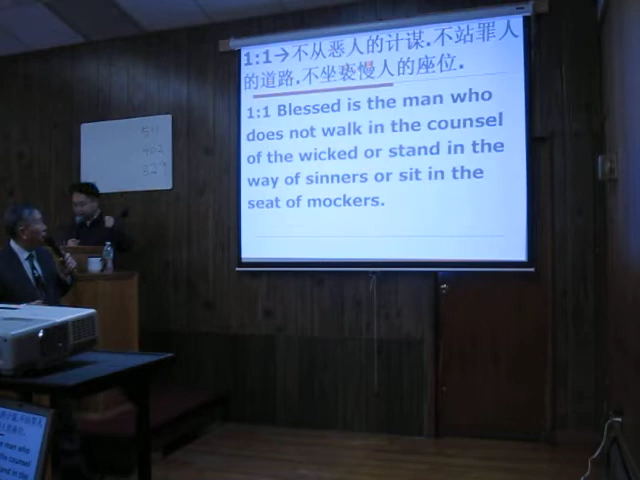 1:1→不从恶人的计谋.不站罪人
的道路.不坐亵慢人的座位.
1:1 Blessed is the man who
does not walk in the counsel
of the wicked or stand in the
way of sinners or sit in the
seat of mockers.
402